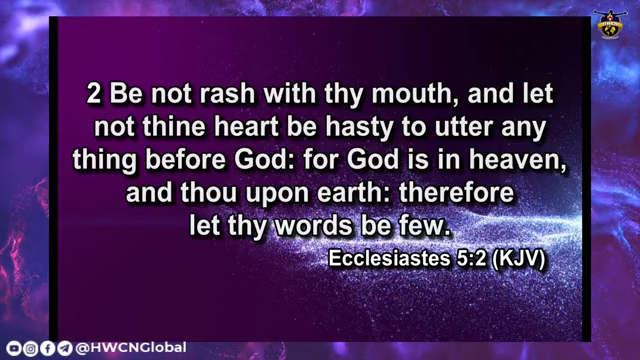 2 Be not rash with thy mouth, and let
not thine heart be hasty to utter any
thing before God: for God is in heaven,
and thou upon earth: therefore
let thy words be few.
Ecclesiastes 5:2 (KJV)
@HWCNGlobal